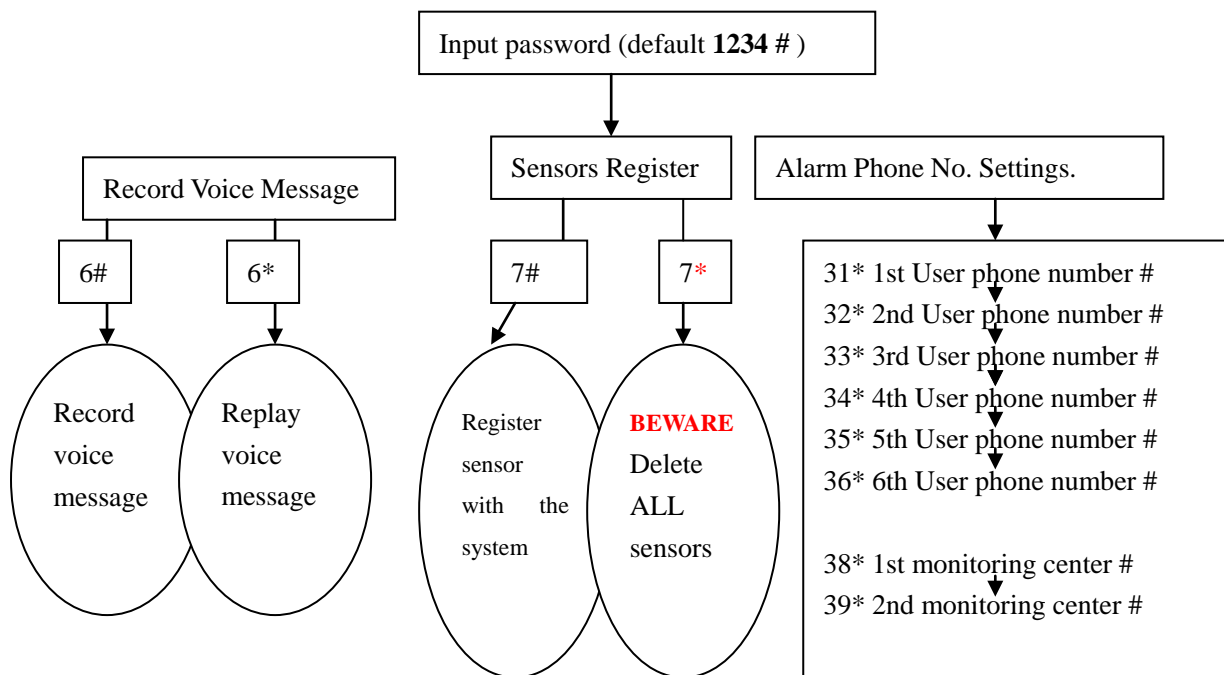 Input password (default 1234 # )
Record Voice Message
Sensors Register
Alarm Phone No. Settings.
6#
6*
7#
7*
Record
voice
message
Replay
voice
message
Register
sensor
with the
system
BEWARE
Delete
ALL
sensors
31* 1st User phone number #
32* 2nd User phone number #
33* 3rd User phone number #
34* 4th User phone number #
35* 5th User phone number #
36* 6th User phone number #
38* 1st monitoring center #
39* 2nd monitoring center #